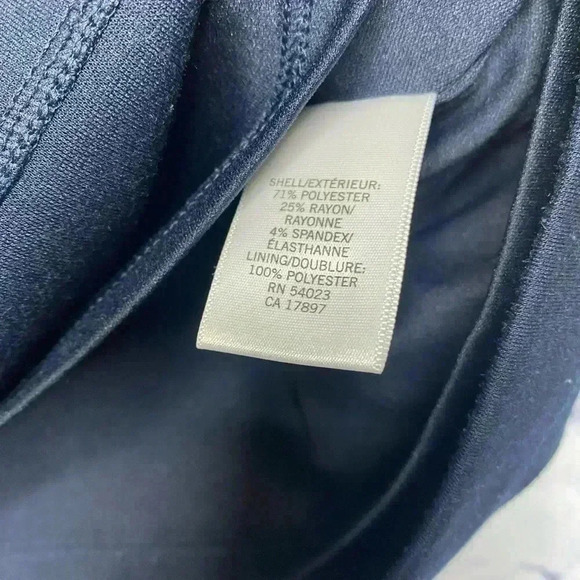 SHELL/EXTÉRIEUR:
71% POLYESTER
25% RAYON/
RAYONNE
4% SPANDEX/
ÉLASTHANNE
LINING/DOUBLURE:
100% POLYESTER
RN 54023
CA 17897